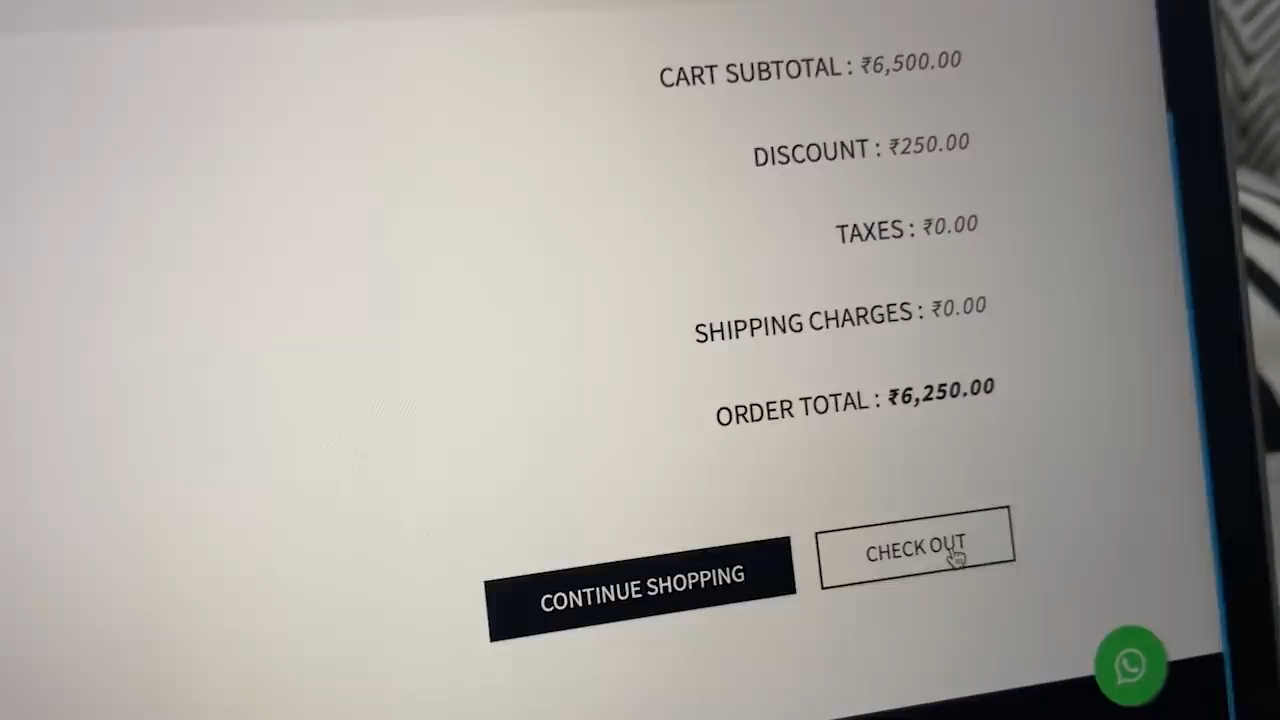 CART SUBTOTAL : ₹6,500.00
DISCOUNT : ₹250.00
TAXES : ₹0.00
SHIPPING CHARGES : ₹0.00
ORDER TOTAL : ₹6,250.00
CONTINUE SHOPPING
CHECK OUT